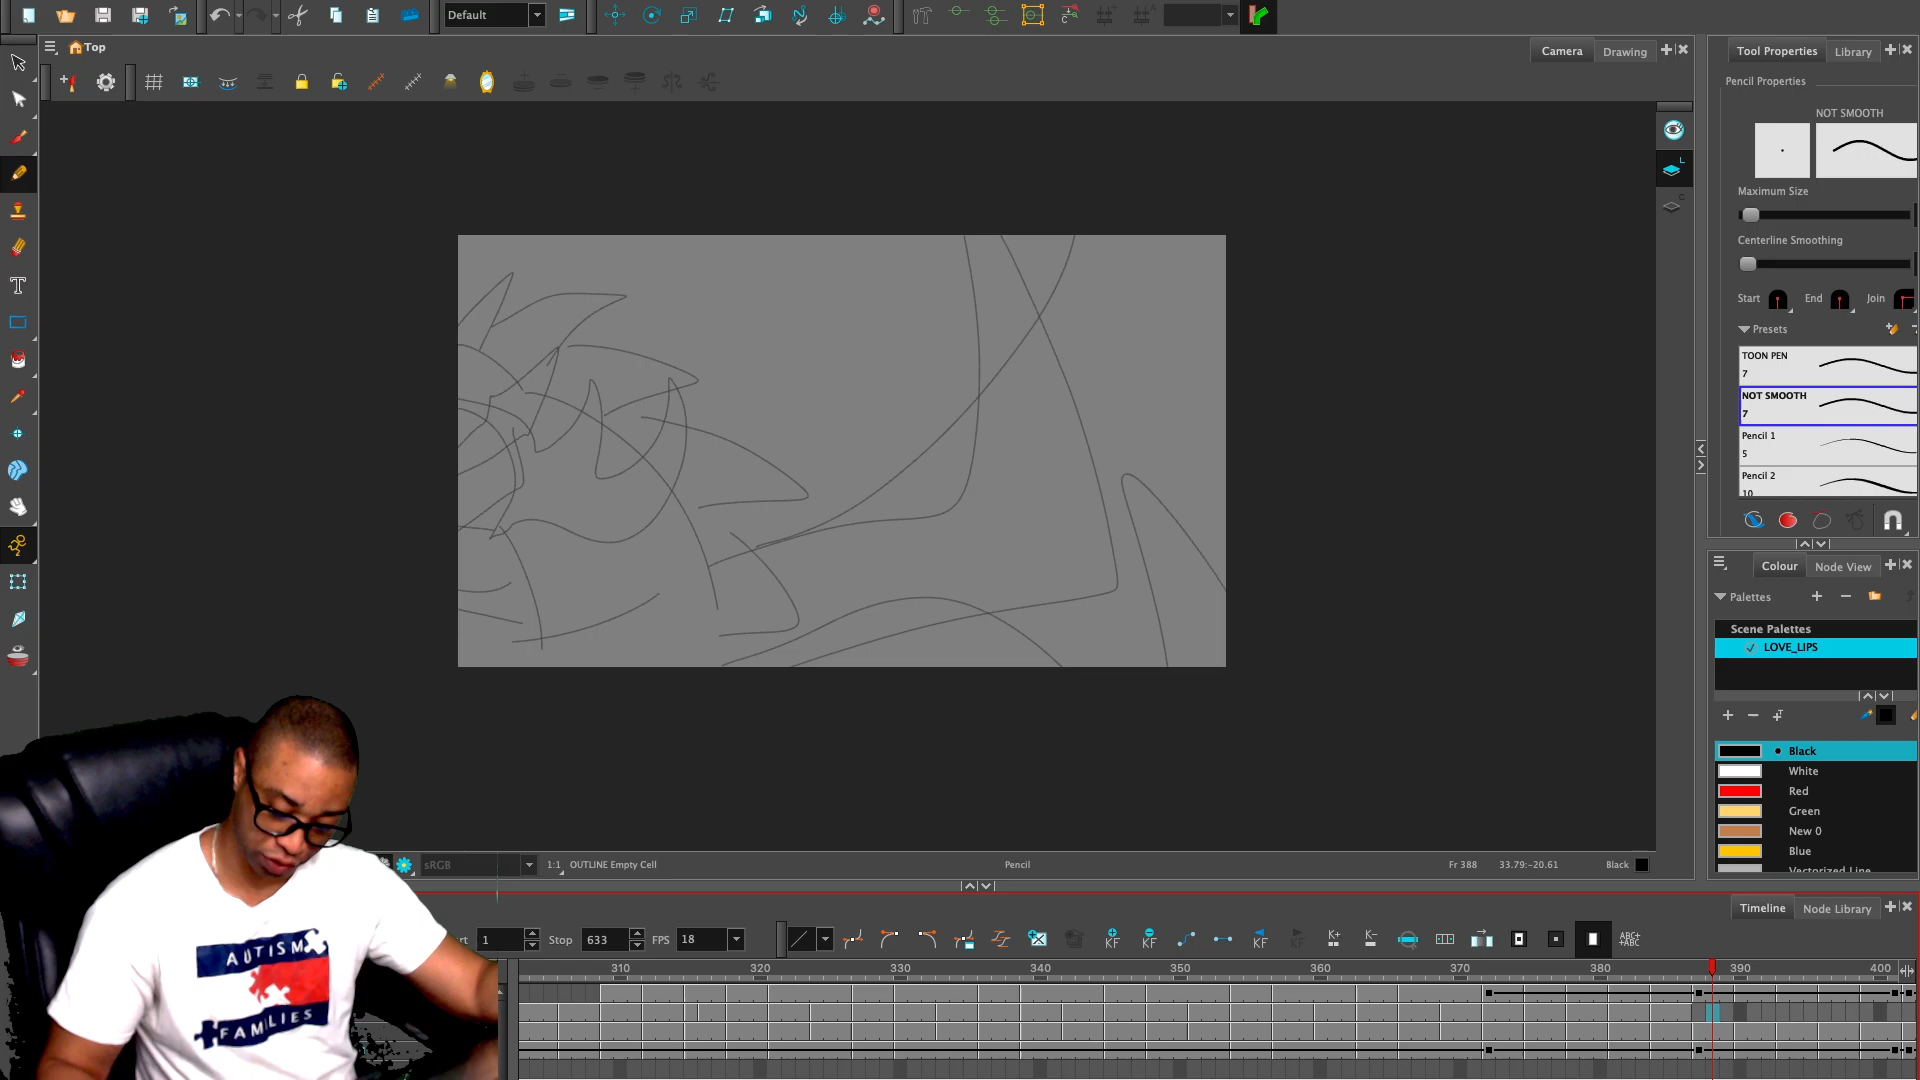 Default
Top
Camera
Drawing
Tool Properties
Library
Pencil Properties
NOT SMOOTH
Maximum Size
Centerline Smoothing
Start
End
Join
Presets
TOON PEN
7
NOT SMOOTH
7
Pencil 1
5
Pencil 2
10
Colour
Node View
Palettes
Scene Palettes
LOVE_LIPS
Black
White
Red
Green
New 0
Blue
Vectorized Line
sRGB
1:1
OUTLINE Empty Cell
Pencil
Fr 388
33.79:-20.61
Black
Timeline
Node Library
1
Stop
633
FPS
18
310 320 330 340 350 360 370 380 390 400
AUTISM
FAMILIES